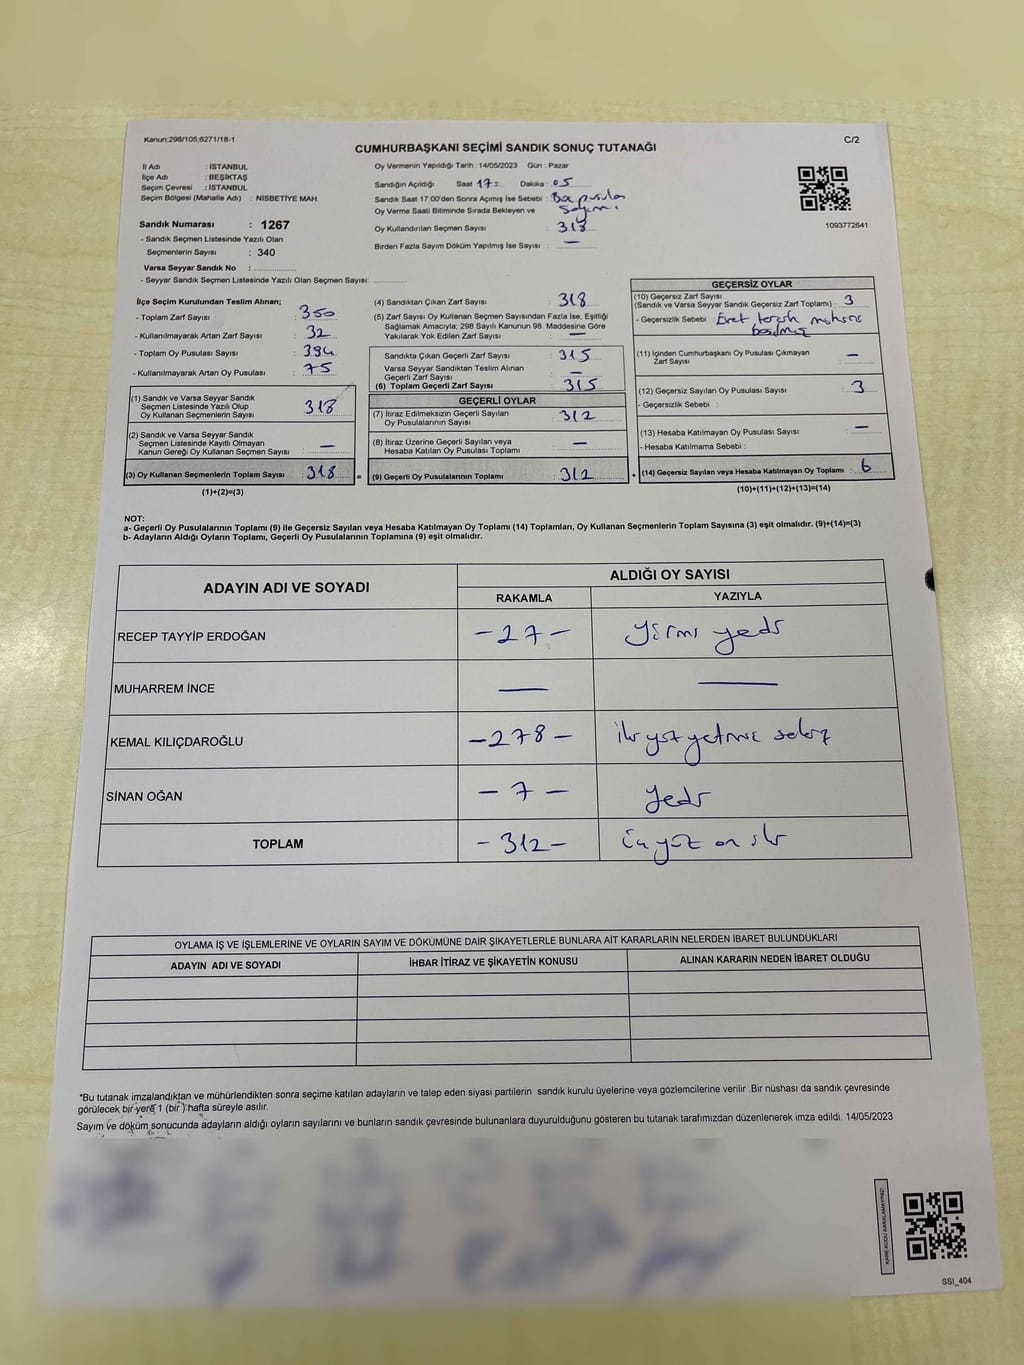 Kanun;298/105;6271/18-1
C/2
CUMHURBAŞKANI SEÇİMİ SANDIK SONUÇ TUTANAĞI
İl Adı : İSTANBUL
İlçe Adı : BEŞİKTAŞ
Seçim Çevresi : İSTANBUL
Seçim Bölgesi (Mahalle Adı) : NİSBETİYE MAH.
Sandık Numarası : 1267
- Sandık Seçmen Listesinde Yazılı Olan
Seçmenlerin Sayısı : 340
Varsa Seyyar Sandık No :
- Seyyar Sandık Seçmen Listesinde Yazılı Olan Seçmen Sayısı:
Oy Vermenin Yapıldığı Tarih : 14/05/2023 Gün : Pazar
Sandığın Açıldığı Saat 17 Dakika : 05
Sandık Saat 17:00'den Sonra Açımış İse Sebebi : Boş pusulan
Oy Verme Saati Bitiminde Sırada Bekleyen ve sayımı
Oy Kullandırılan Seçmen Sayısı : 318
Birden Fazla Sayım Döküm Yapılmış İse Sayısı : —
1093772641
İlçe Seçim Kurulundan Teslim Alınan;
- Toplam Zarf Sayısı : 350
- Kullanılmayarak Artan Zarf Sayısı : 32
- Toplam Oy Pusulası Sayısı : 394
- Kullanılmayarak Artan Oy Pusulası : 75
(1) Sandık ve Varsa Seyyar Sandık
Seçmen Listesinde Yazılı Olup
Oy Kullanan Seçmenlerin Sayısı : 318
(2) Sandık ve Varsa Seyyar Sandık
Seçmen Listesinde Kayıtlı Olmayan
Kanun Gereği Oy Kullanan Seçmen Sayısı : —
(3) Oy Kullanan Seçmenlerin Toplam Sayısı : 318
(1)+(2)=(3)
(4) Sandıktan Çıkan Zarf Sayısı : 318
(5) Zarf Sayısı Oy Kullanan Seçmen Sayısından Fazla İse, Eşitliği
Sağlamak Amacıyla; 298 Sayılı Kanunun 98. Maddesine Göre
Yakılarak Yok Edilen Zarf Sayısı : —
Sandıkta Çıkan Geçerli Zarf Sayısı : 315
Varsa Seyyar Sandıktan Teslim Alınan
Geçerli Zarf Sayısı : —
(6) Toplam Geçerli Zarf Sayısı : 315
GEÇERLİ OYLAR
(7) İtiraz Edilmeksizin Geçerli Sayılan
Oy Pusulalarının Sayısı : 312
(8) İtiraz Üzerine Geçerli Sayılan veya
Hesaba Katılan Oy Pusulası Toplamı : —
= (9) Geçerli Oy Pusulalarının Toplamı : 312
GEÇERSİZ OYLAR
(10) Geçersiz Zarf Sayısı
(Sandık ve Varsa Seyyar Sandık Geçersiz Zarf Toplamı) : 3
- Geçersizlik Sebebi : Evet tercih mührü
basılmış
(11) İçinden Cumhurbaşkanı Oy Pusulası Çıkmayan
Zarf Sayısı : —
(12) Geçersiz Sayılan Oy Pusulası Sayısı : 3
- Geçersizlik Sebebi :
(13) Hesaba Katılmayan Oy Pusulası Sayısı : —
- Hesaba Katılmama Sebebi :
+ (14) Geçersiz Sayılan veya Hesaba Katılmayan Oy Toplamı : 6
(10)+(11)+(12)+(13)=(14)
NOT:
a- Geçerli Oy Pusulalarının Toplamı (9) ile Geçersiz Sayılan veya Hesaba Katılmayan Oy Toplamı (14) Toplamları, Oy Kullanan Seçmenlerin Toplam Sayısına (3) eşit olmalıdır. (9)+(14)=(3)
b- Adayların Aldığı Oyların Toplamı, Geçerli Oy Pusulalarının Toplamına (9) eşit olmalıdır.
ADAYIN ADI VE SOYADI
ALDIĞI OY SAYISI
RAKAMLA YAZIYLA
RECEP TAYYİP ERDOĞAN -27- Yirmi yedi
MUHARREM İNCE — —
KEMAL KILIÇDAROĞLU -278- iki yüz yetmiş sekiz
SİNAN OĞAN -7- Yedi
TOPLAM -312- üç yüz on iki
OYLAMA İŞ VE İŞLEMLERİNE VE OYLARIN SAYIM VE DÖKÜMÜNE DAİR ŞİKAYETLERLE BUNLARA AİT KARARLARIN NELERDEN İBARET BULUNDUKLARI
ADAYIN ADI VE SOYADI İHBAR İTİRAZ VE ŞİKAYETİN KONUSU ALINAN KARARIN NEDEN İBARET OLDUĞU
*Bu tutanak imzalandıktan ve mühürlendikten sonra seçime katılan adayların ve talep eden siyasi partilerin sandık kurulu üyelerine veya gözlemcilerine verilir .Bir nüshası da sandık çevresinde
görülecek bir yere 1 (bir ) hafta süreyle asılır.
Sayım ve döküm sonucunda adayların aldığı oyların sayılarını ve bunların sandık çevresinde bulunanlara duyurulduğunu gösteren bu tutanak tarafımızdan düzenlenerek imza edildi. 14/05/2023
KARE KODU KARALAMAYINIZ!
SSI_404